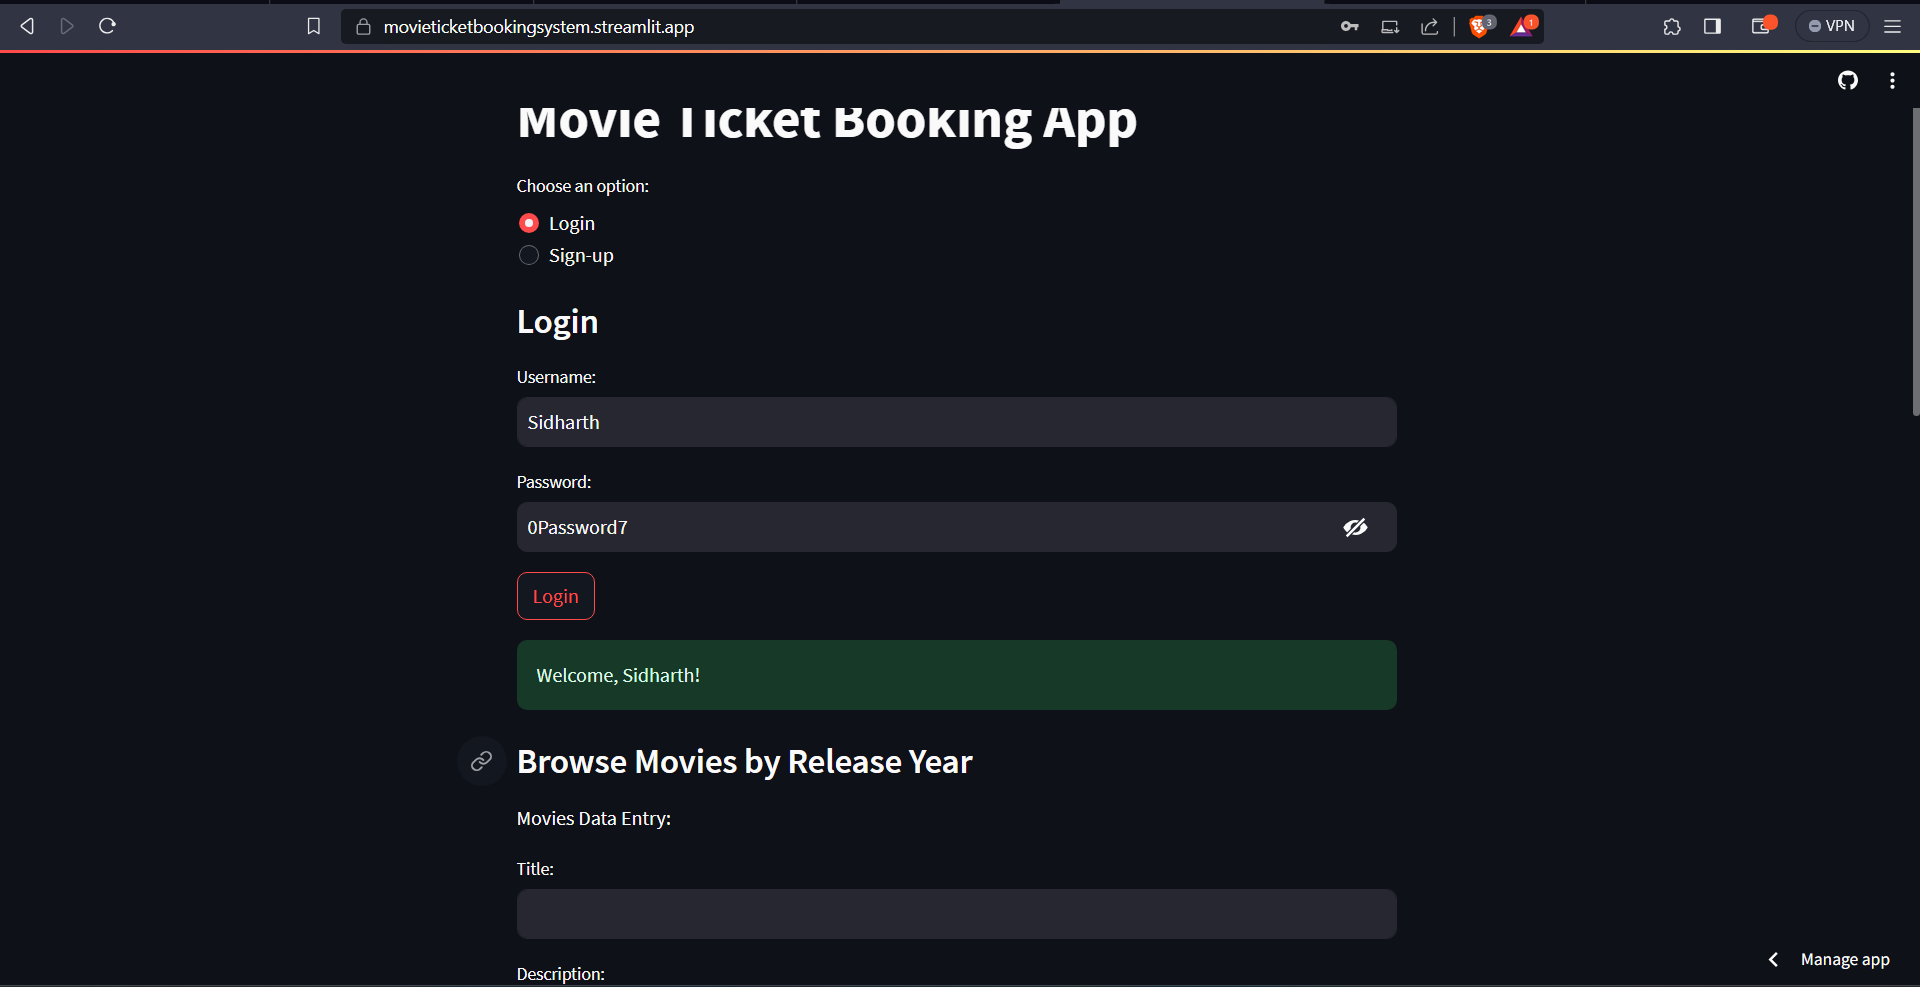 movieticketbookingsystem.streamlit.app
3
1
VPN
Movie Ticket Booking App
Choose an option:
Login
Sign-up
Login
Username:
Sidharth
Password:
0Password7
Login
Welcome, Sidharth!
Browse Movies by Release Year
Movies Data Entry:
Title:
Description:
Manage app